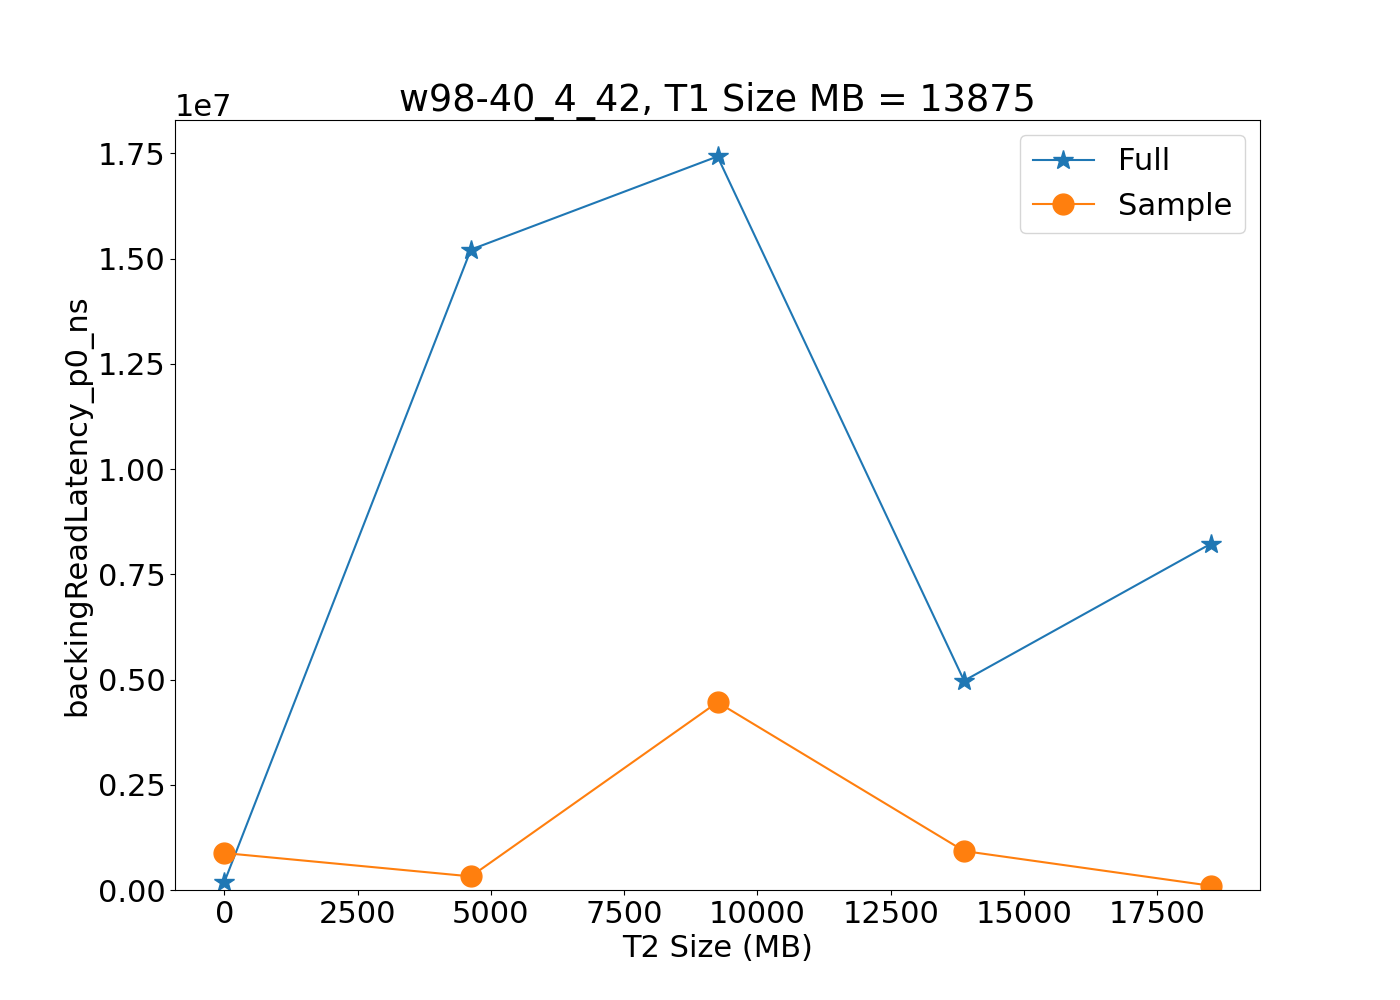 w98-40_4_42, T1 Size MB = 13875
1e7
Full
Sample
1.75
1.50
1.25
1.00
0.75
0.50
0.25
0.00
backingReadLatency_p0_ns
0 2500 5000 7500 10000 12500 15000 17500
T2 Size (MB)